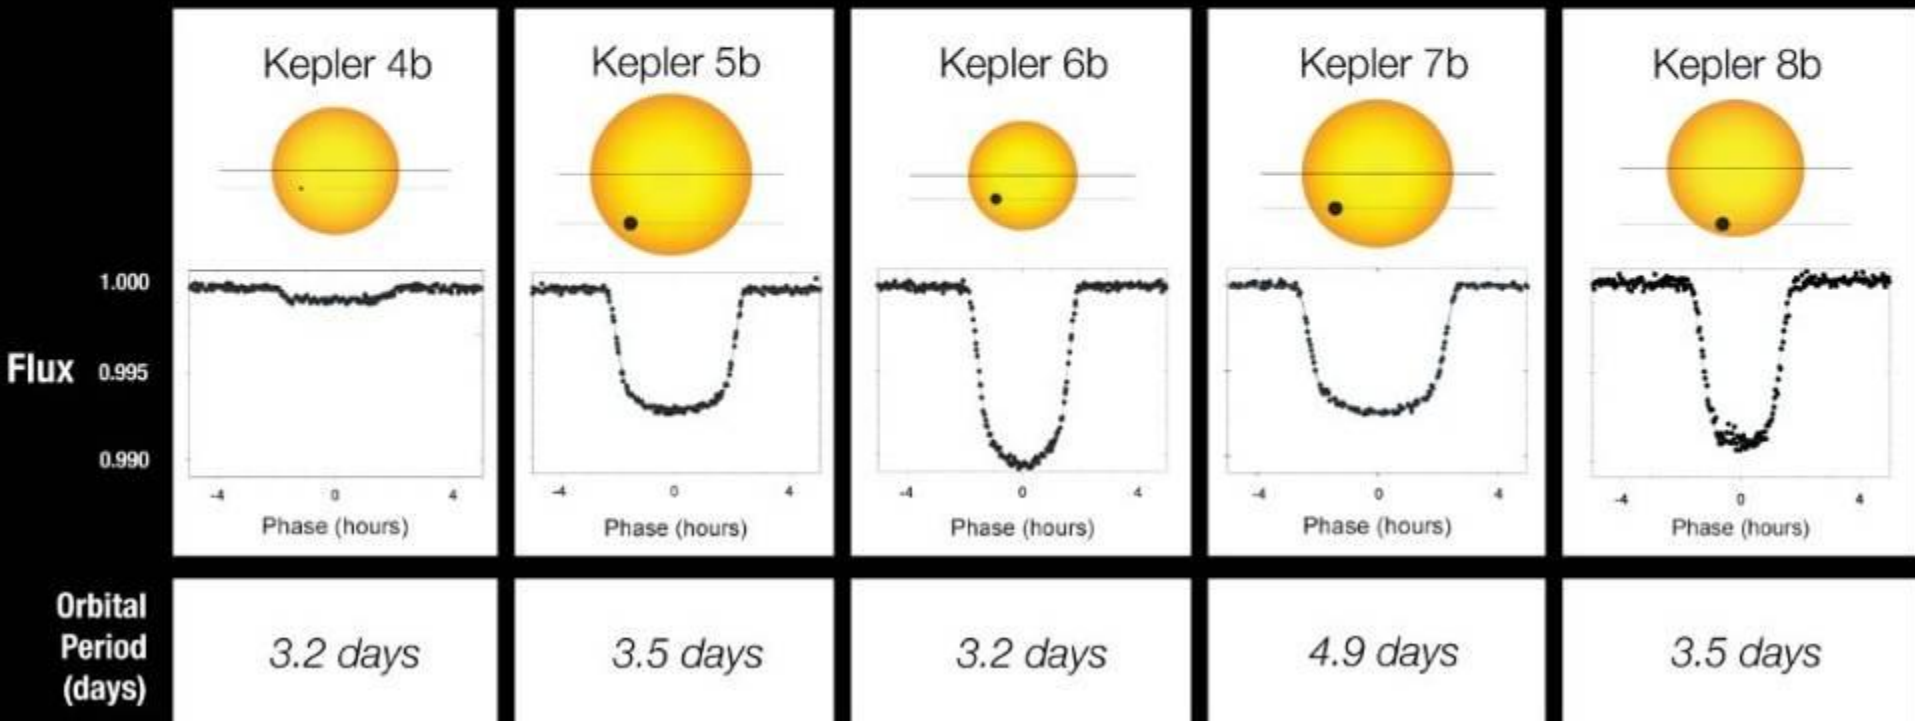 Kepler 4b
Kepler 5b
Kepler 6b
Kepler 7b
Kepler 8b
Flux
1.000
0.995
0.990
-4 0 4
Phase (hours)
-4 0 4
Phase (hours)
-4 0 4
Phase (hours)
-4 0 4
Phase (hours)
-4 0 4
Phase (hours)
Orbital
Period
(days)
3.2 days
3.5 days
3.2 days
4.9 days
3.5 days